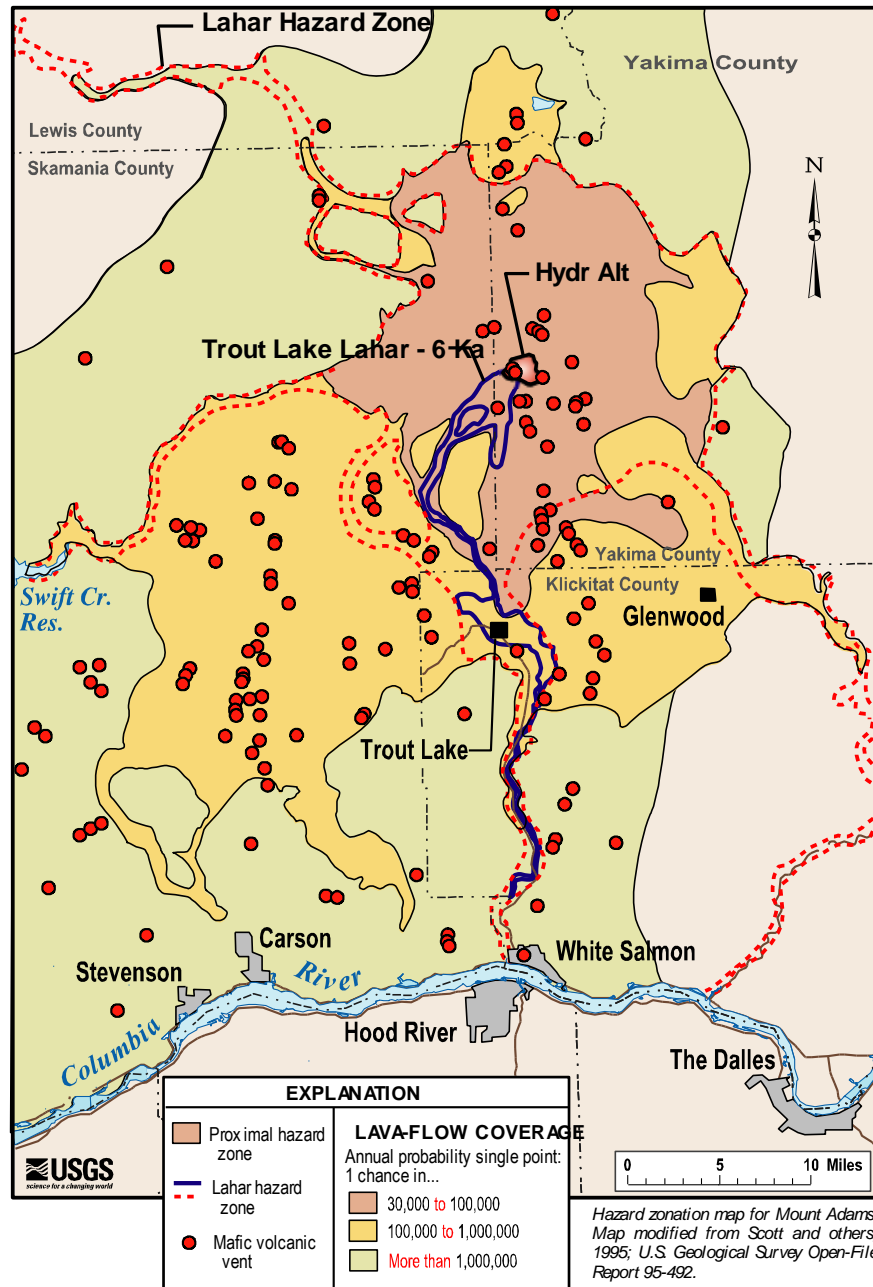 Lahar Hazard Zone
Yakima County
Lewis County
Skamania County
N
Hydr Alt
Trout Lake Lahar - 6 Ka
Yakima County
Klickitat County
Swift Cr.
Res.
Glenwood
Trout Lake
Carson
White Salmon
Stevenson
River
Hood River
Columbia
The Dalles
EXPLANATION
Proximal hazard
zone
Lahar hazard
zone
Mafic volcanic
vent
LAVA-FLOW COVERAGE
Annual probability single point:
1 chance in...
30,000 to 100,000
100,000 to 1,000,000
More than 1,000,000
USGS
science for a changing world
0 5 10 Miles
Hazard zonation map for Mount Adams
Map modified from Scott and others
1995; U.S. Geological Survey Open-File
Report 95-492.